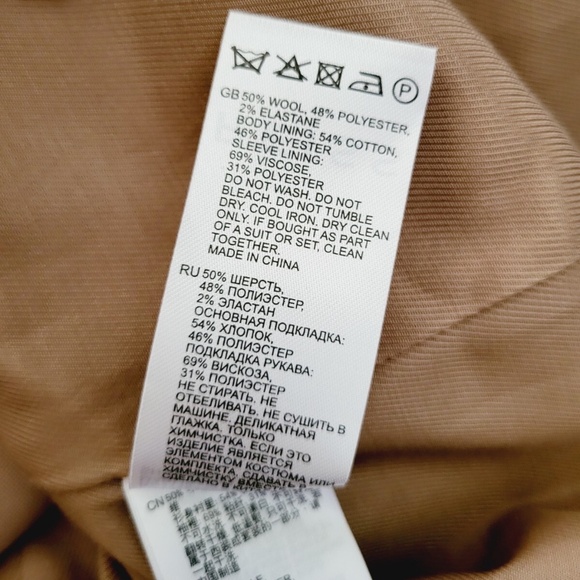 P
GB 50% WOOL, 48% POLYESTER,
2% ELASTANE
BODY LINING: 54% COTTON,
46% POLYESTER
SLEEVE LINING:
69% VISCOSE,
31% POLYESTER
DO NOT WASH. DO NOT
BLEACH. DO NOT TUMBLE
DRY. COOL IRON. DRY CLEAN
ONLY. IF BOUGHT AS PART
OF A SUIT OR SET, CLEAN
TOGETHER.
MADE IN CHINA
RU 50% ШЕРСТЬ,
48% ПОЛИЭСТЕР,
2% ЭЛАСТАН
ОСНОВНАЯ ПОДКЛАДКА:
54% ХЛОПОК,
46% ПОЛИЭСТЕР
ПОДКЛАДКА РУКАВА:
69% ВИСКОЗА,
31% ПОЛИЭСТЕР
НЕ СТИРАТЬ. НЕ
ОТБЕЛИВАТЬ. НЕ СУШИТЬ В
МАШИНЕ. ДЕЛИКАТНАЯ
ГЛАЖКА. ТОЛЬКО
ХИМЧИСТКА. ЕСЛИ ЭТО
ИЗДЕЛИЕ ЯВЛЯЕТСЯ
ЭЛЕМЕНТОМ КОСТЮМА ИЛИ
КОМПЛЕКТА, СДАВАТЬ В
ХИМЧИСТКУ ВМЕСТЕ
СДЕЛАНО В
CN 50%